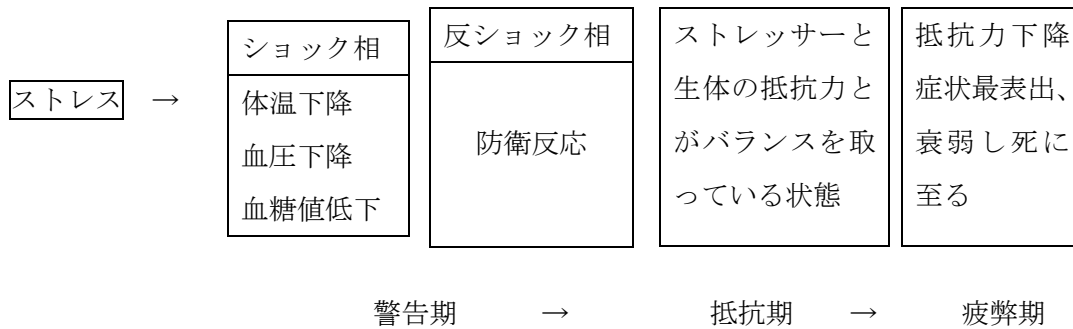 ストレス →
ショック相
体温下降
血圧下降
血糖値低下
反ショック相
防衛反応
ストレッサーと
生体の抵抗力と
がバランスを取
っている状態
抵抗力下降
症状最表出、
衰弱し死に
至る
警告期 → 抵抗期 → 疲弊期